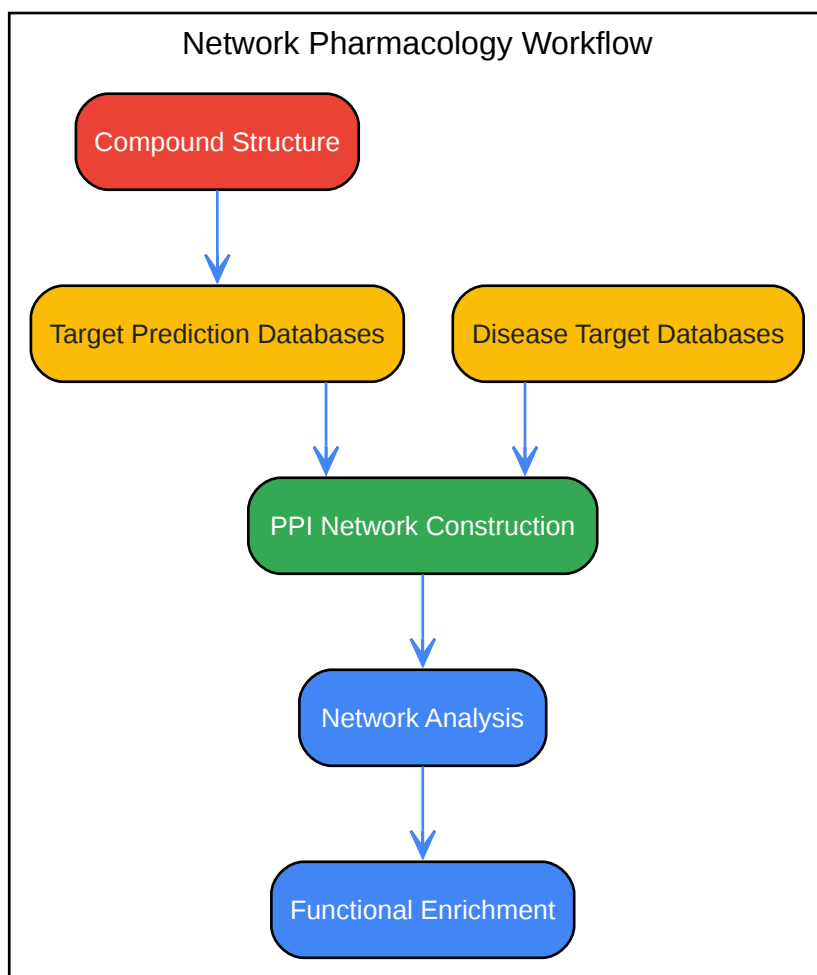 Network Pharmacology Workflow
Compound Structure
Target Prediction Databases
Disease Target Databases
PPI Network Construction
Network Analysis
Functional Enrichment